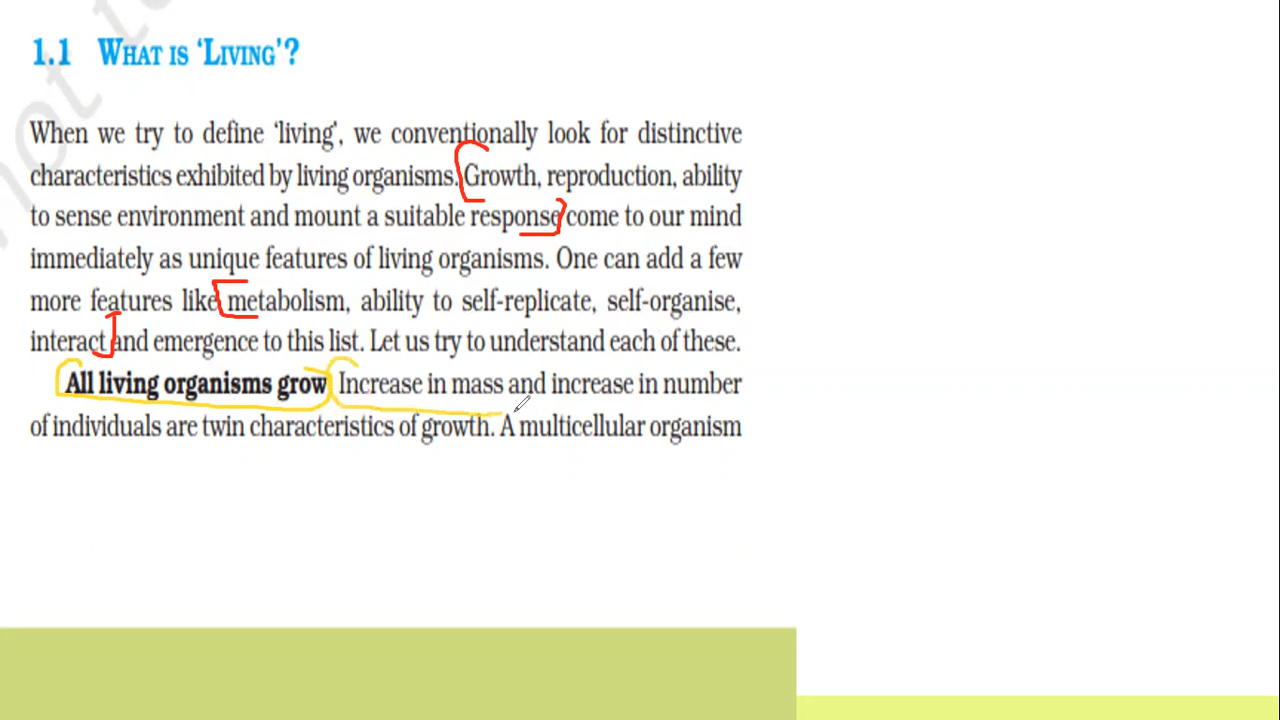 1.1 WHAT IS ‘LIVING’?
When we try to define ‘living’, we conventionally look for distinctive
characteristics exhibited by living organisms. Growth, reproduction, ability
to sense environment and mount a suitable response come to our mind
immediately as unique features of living organisms. One can add a few
more features like metabolism, ability to self-replicate, self-organise,
interact and emergence to this list. Let us try to understand each of these.
All living organisms grow Increase in mass and increase in number
of individuals are twin characteristics of growth. A multicellular organism
not t